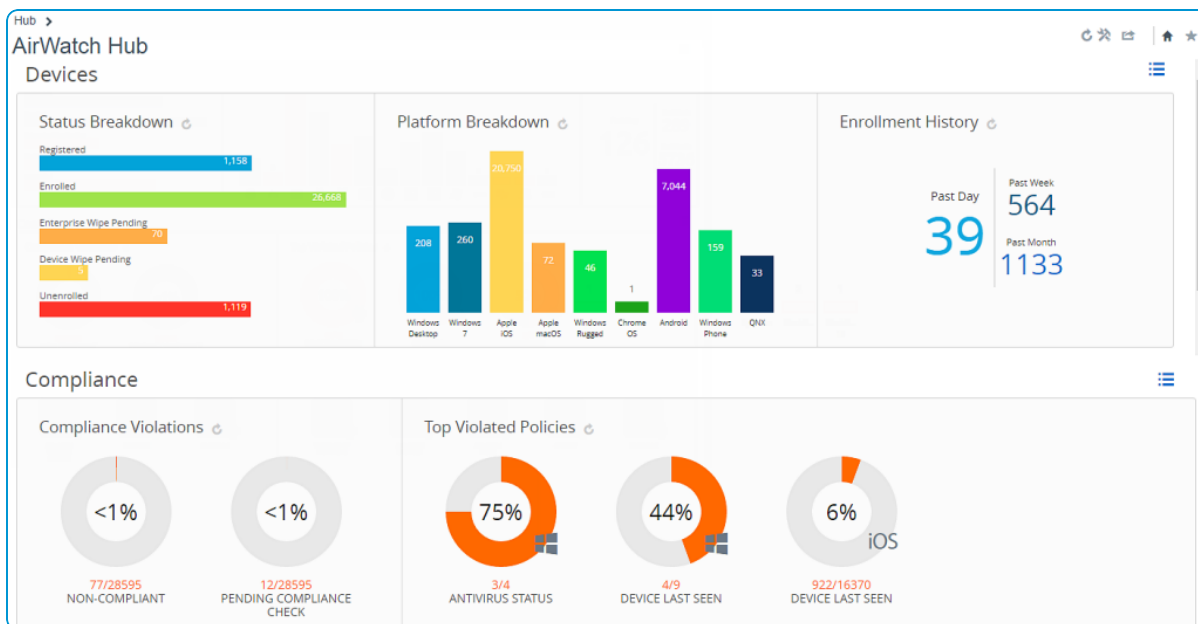 Hub >
AirWatch Hub
Devices
Status Breakdown
Registered
1,158
Enrolled
26,668
Enterprise Wipe Pending
70
Device Wipe Pending
5
Unenrolled
1,119
Platform Breakdown
208
260
20,750
72
46
1
7,044
159
33
Windows Desktop
Windows 7
Apple iOS
Apple macOS
Windows Rugged
Chrome OS
Android
Windows Phone
QNX
Enrollment History
Past Day
39
Past Week
564
Past Month
1133
Compliance
Compliance Violations
<1%
77/28595
NON-COMPLIANT
<1%
12/28595
PENDING COMPLIANCE
CHECK
Top Violated Policies
75%
3/4
ANTIVIRUS STATUS
44%
4/9
DEVICE LAST SEEN
6%
iOS
922/16370
DEVICE LAST SEEN